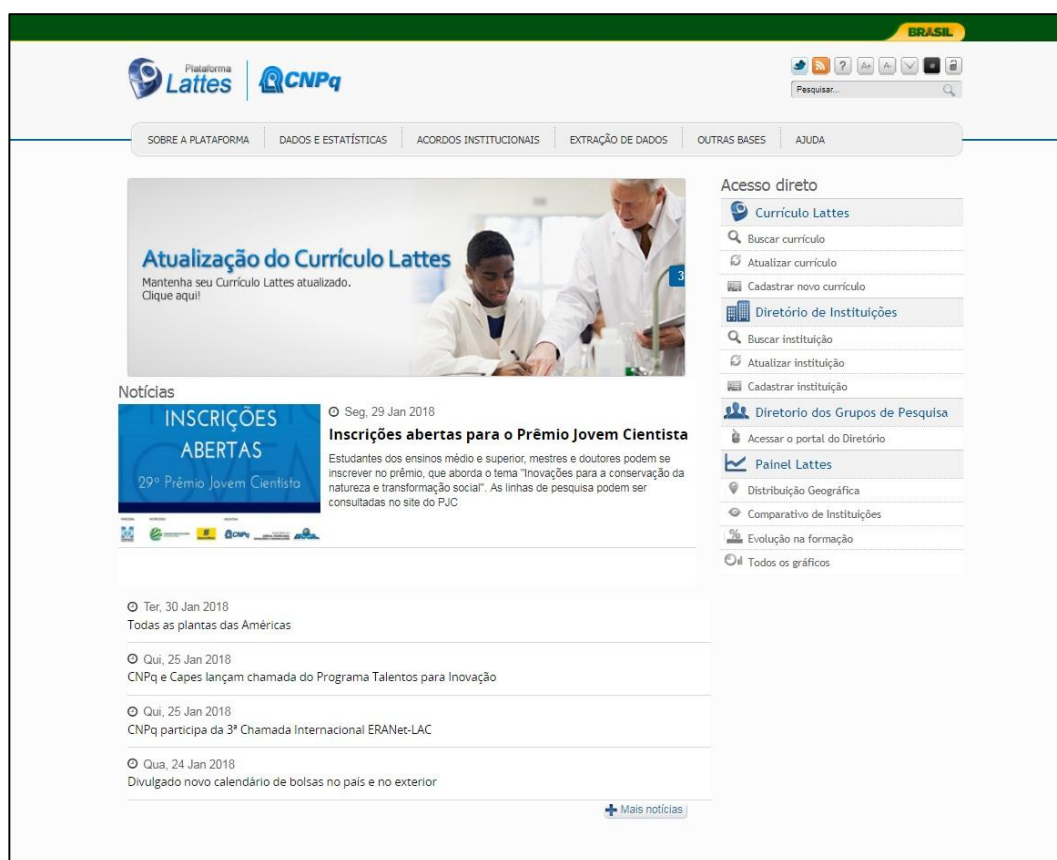 BRASIL
Plataforma
Lattes
CNPq
? A+ A-
Pesquisar...
SOBRE A PLATAFORMA DADOS E ESTATÍSTICAS ACORDOS INSTITUCIONAIS EXTRAÇÃO DE DADOS OUTRAS BASES AJUDA
Atualização do Currículo Lattes
Mantenha seu Currículo Lattes atualizado.
Clique aqui!
3
Notícias
INSCRIÇÕES
ABERTAS
29º Prêmio Jovem Cientista
CNPq
Seg, 29 Jan 2018
Inscrições abertas para o Prêmio Jovem Cientista
Estudantes dos ensinos médio e superior, mestres e doutores podem se
inscrever no prêmio, que aborda o tema "Inovações para a conservação da
natureza e transformação social". As linhas de pesquisa podem ser
consultadas no site do PJC
Ter, 30 Jan 2018
Todas as plantas das Américas
Qui, 25 Jan 2018
CNPq e Capes lançam chamada do Programa Talentos para Inovação
Qui, 25 Jan 2018
CNPq participa da 3ª Chamada Internacional ERANet-LAC
Qua, 24 Jan 2018
Divulgado novo calendário de bolsas no país e no exterior
Mais notícias
Acesso direto
Currículo Lattes
Buscar currículo
Atualizar currículo
Cadastrar novo currículo
Diretório de Instituições
Buscar instituição
Atualizar instituição
Cadastrar instituição
Diretorio dos Grupos de Pesquisa
Acessar o portal do Diretório
Painel Lattes
Distribuição Geográfica
Comparativo de Instituições
Evolução na formação
Todos os gráficos